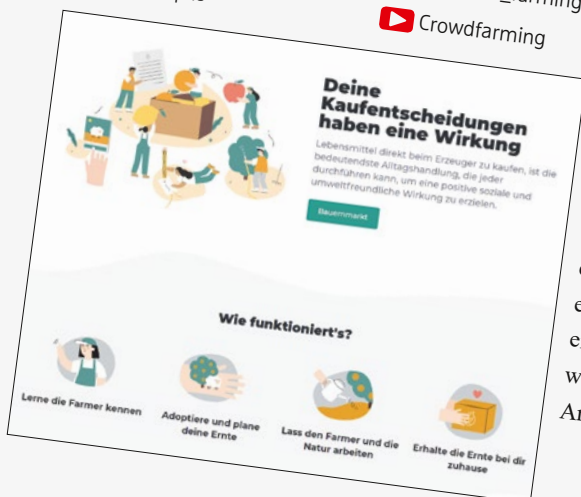 Crowdfarming
Deine
Kaufentscheidungen
haben eine Wirkung
Lebensmittel direkt beim Erzeuger zu kaufen, ist die
bedeutendste Alltagshandlung, die jeder
durchführen kann, um eine positive soziale und
umweltfreundliche Wirkung zu erzielen.
Bauernmarkt
Wie funktioniert's?
Lerne die Farmer kennen
Adoptiere und plane
deine Ernte
Lass den Farmer und die
Natur arbeiten
Erhalte die Ernte bei dir
zuhause